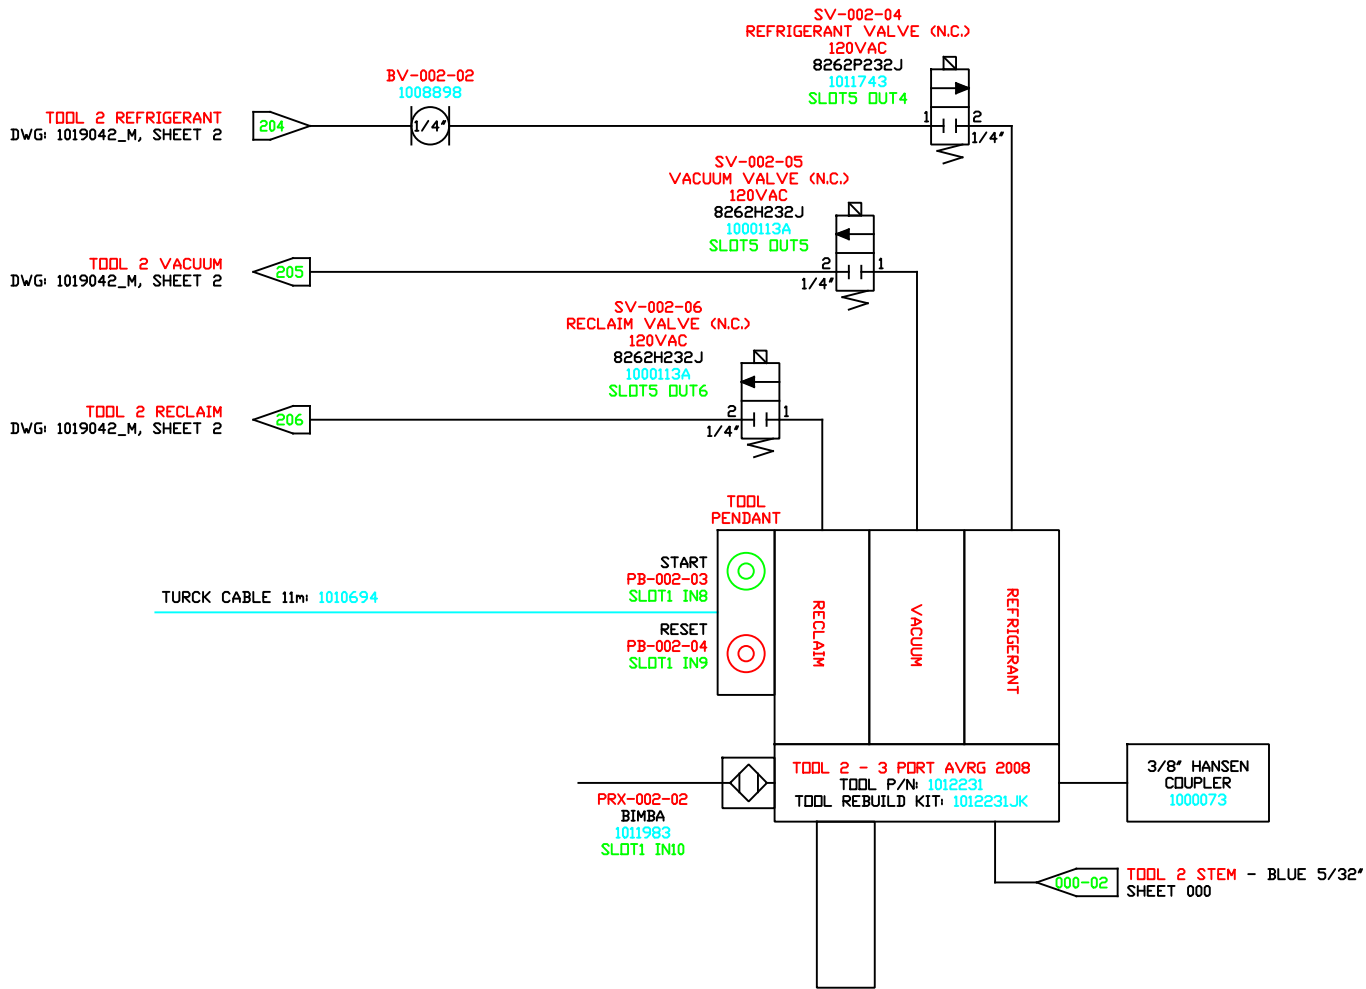 SV-002-04
REFRIGERANT VALVE (N.C.)
120VAC
8262P232J
1011743
SLOT5 OUT4
1
2
1/4"
BV-002-02
1008898
1/4"
TOOL 2 REFRIGERANT
DWG: 1019042_M, SHEET 2
204
SV-002-05
VACUUM VALVE (N.C.)
120VAC
8262H232J
1000113A
SLOT5 OUT5
2
1
1/4"
TOOL 2 VACUUM
DWG: 1019042_M, SHEET 2
205
SV-002-06
RECLAIM VALVE (N.C.)
120VAC
8262H232J
1000113A
SLOT5 OUT6
2
1
1/4"
TOOL 2 RECLAIM
DWG: 1019042_M, SHEET 2
206
TOOL
PENDANT
START
PB-002-03
SLOT1 IN8
TURCK CABLE 11m: 1010694
RESET
PB-002-04
SLOT1 IN9
RECLAIM
VACUUM
REFRIGERANT
TOOL 2 - 3 PORT AVRG 2008
TOOL P/N: 1012231
TOOL REBUILD KIT: 1012231JK
3/8" HANSEN
COUPLER
1000073
PRX-002-02
BIMBA
1011983
SLOT1 IN10
000-02
TOOL 2 STEM - BLUE 5/32"
SHEET 000